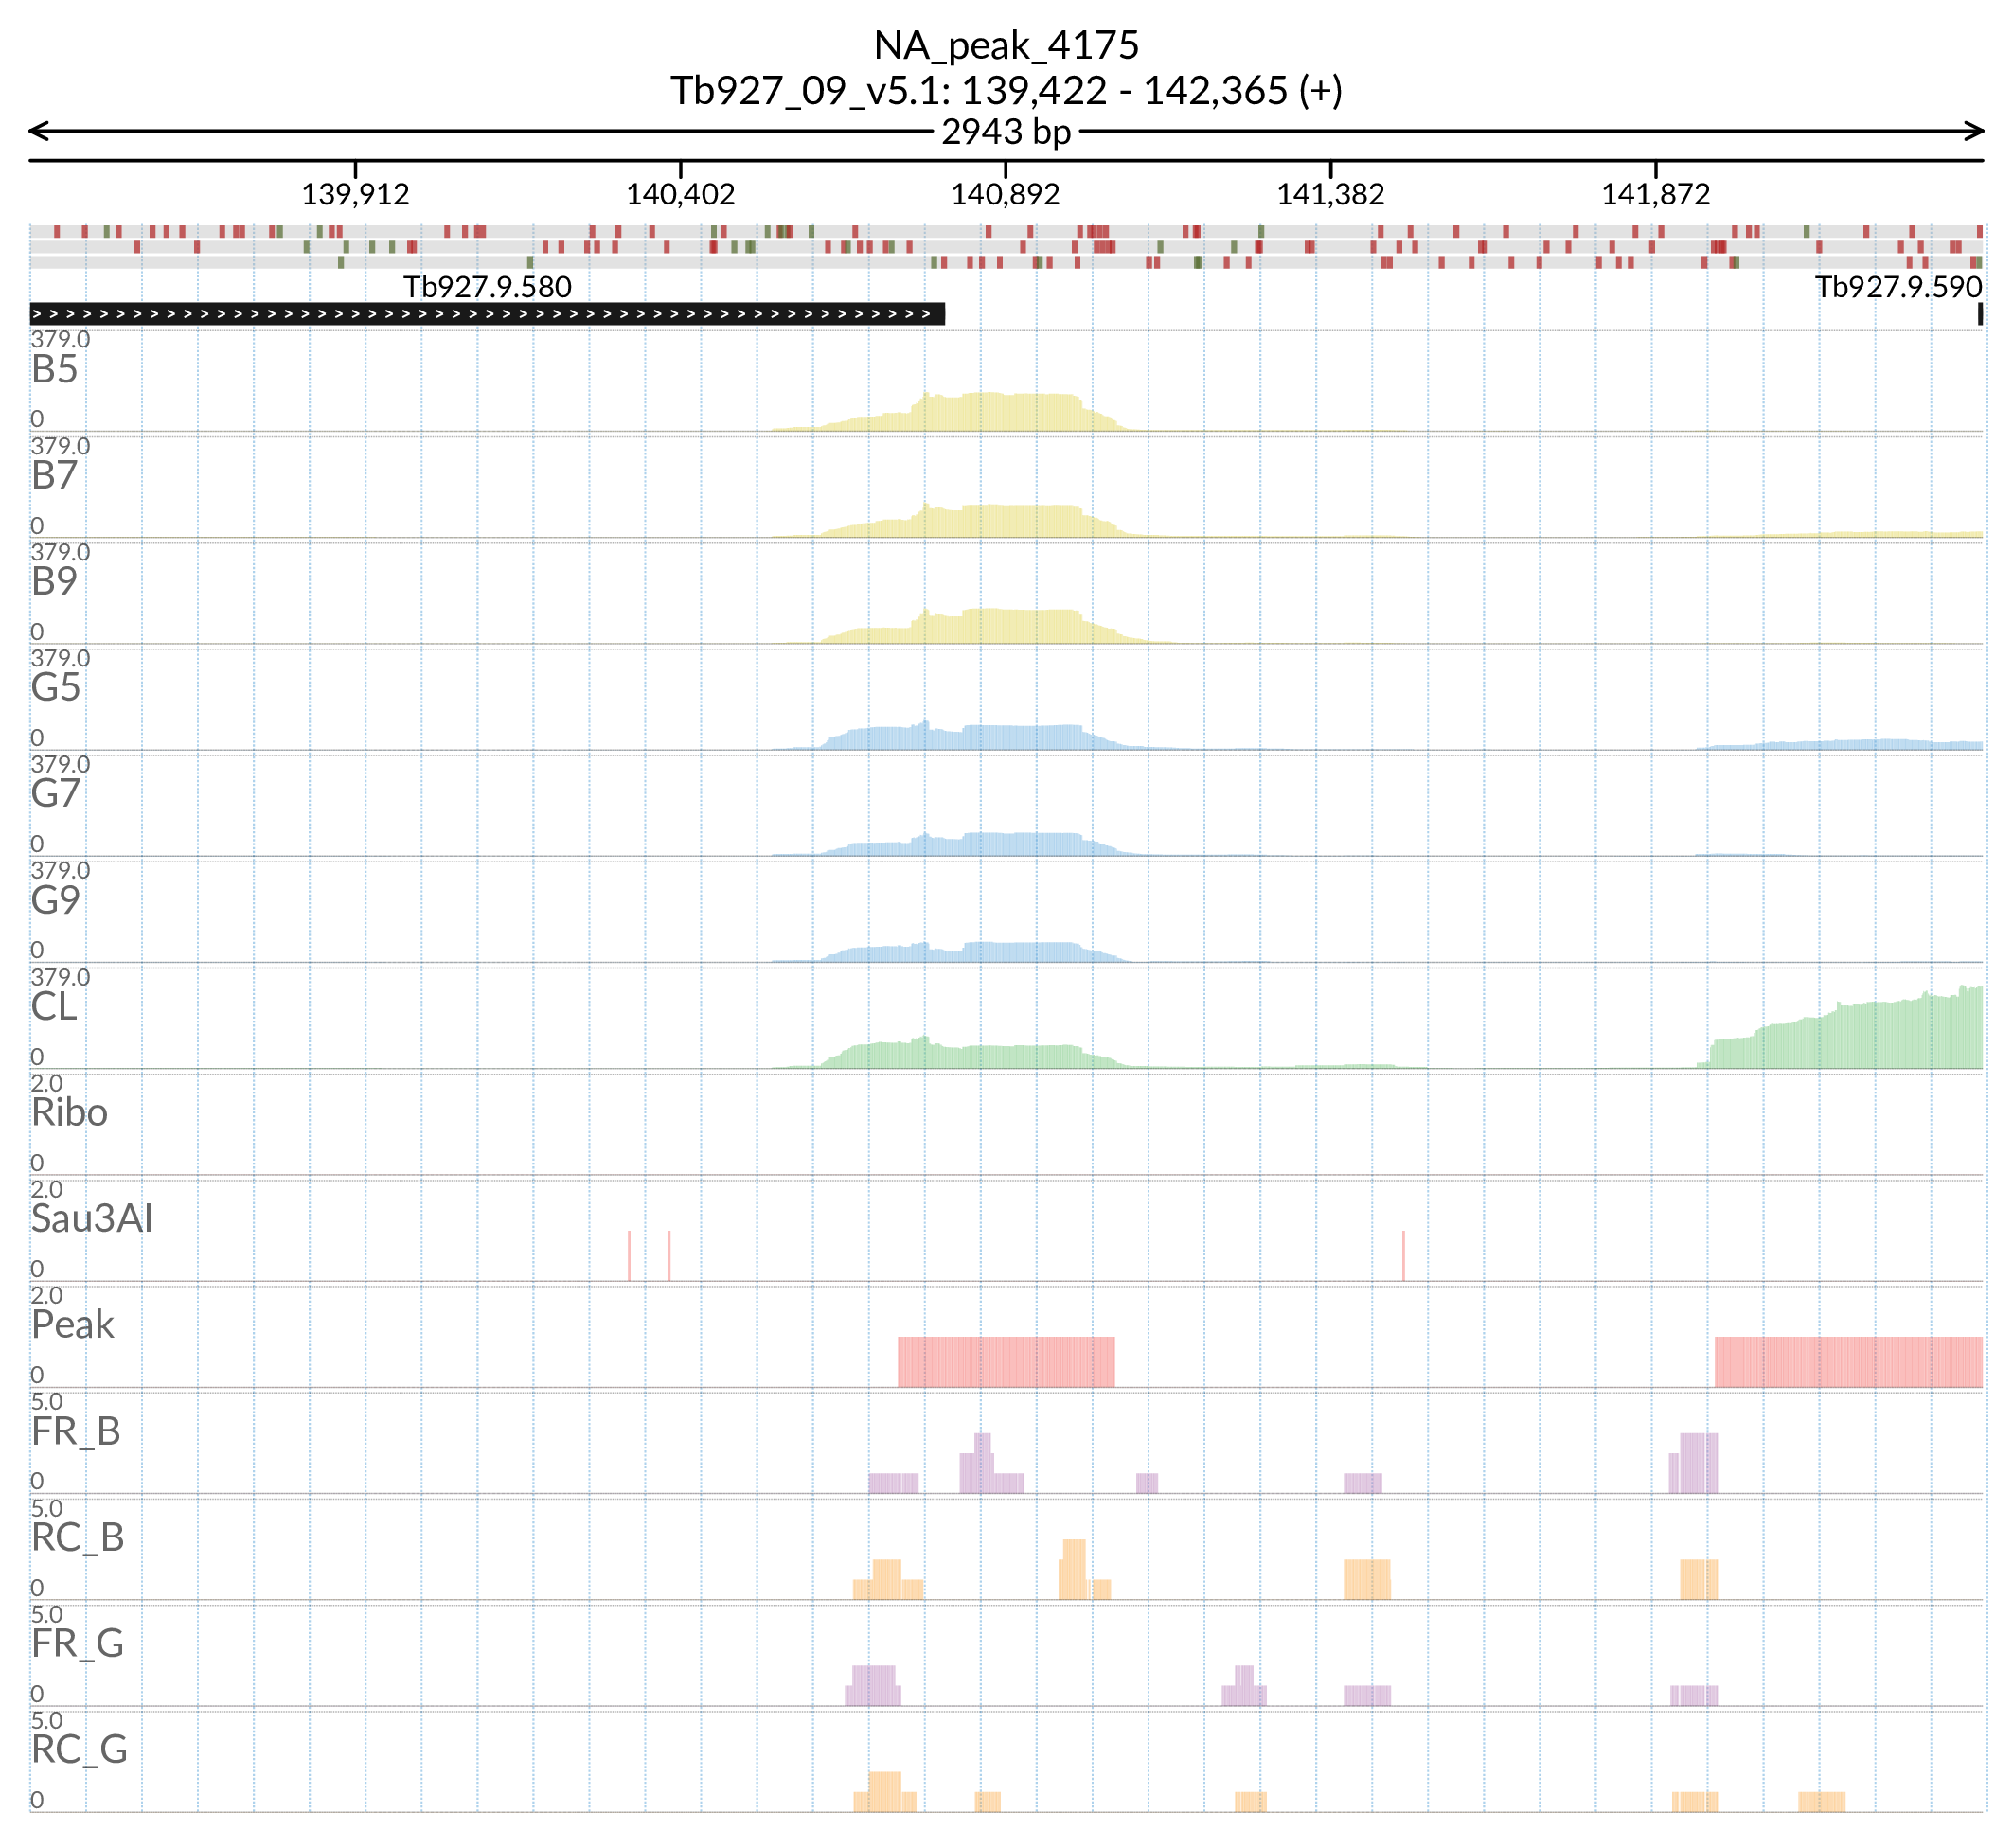 NA_peak_4175
Tb927_09_v5.1: 139,422 - 142,365 (+)
2943 bp
139,912 140,402 140,892 141,382 141,872
Tb927.9.580 Tb927.9.590
379.0
B5
0
379.0
B7
0
379.0
B9
0
379.0
G5
0
379.0
G7
0
379.0
G9
0
379.0
CL
0
2.0
Ribo
0
2.0
Sau3AI
0
2.0
Peak
0
5.0
FR_B
0
5.0
RC_B
0
5.0
FR_G
0
5.0
RC_G
0